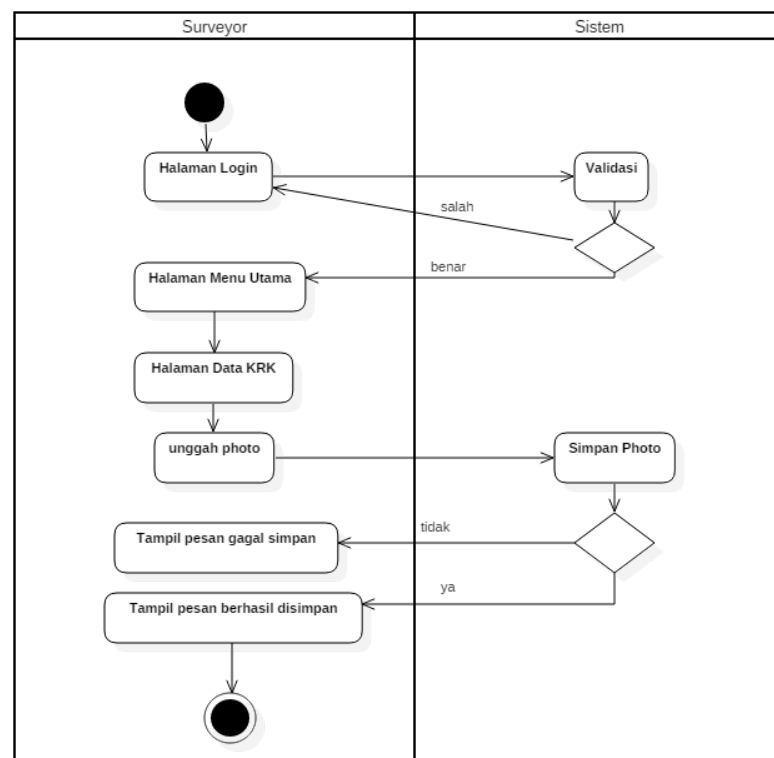 Surveyor
Sistem
Halaman Login
Validasi
salah
benar
Halaman Menu Utama
Halaman Data KRK
unggah photo
Simpan Photo
tidak
Tampil pesan gagal simpan
ya
Tampil pesan berhasil disimpan